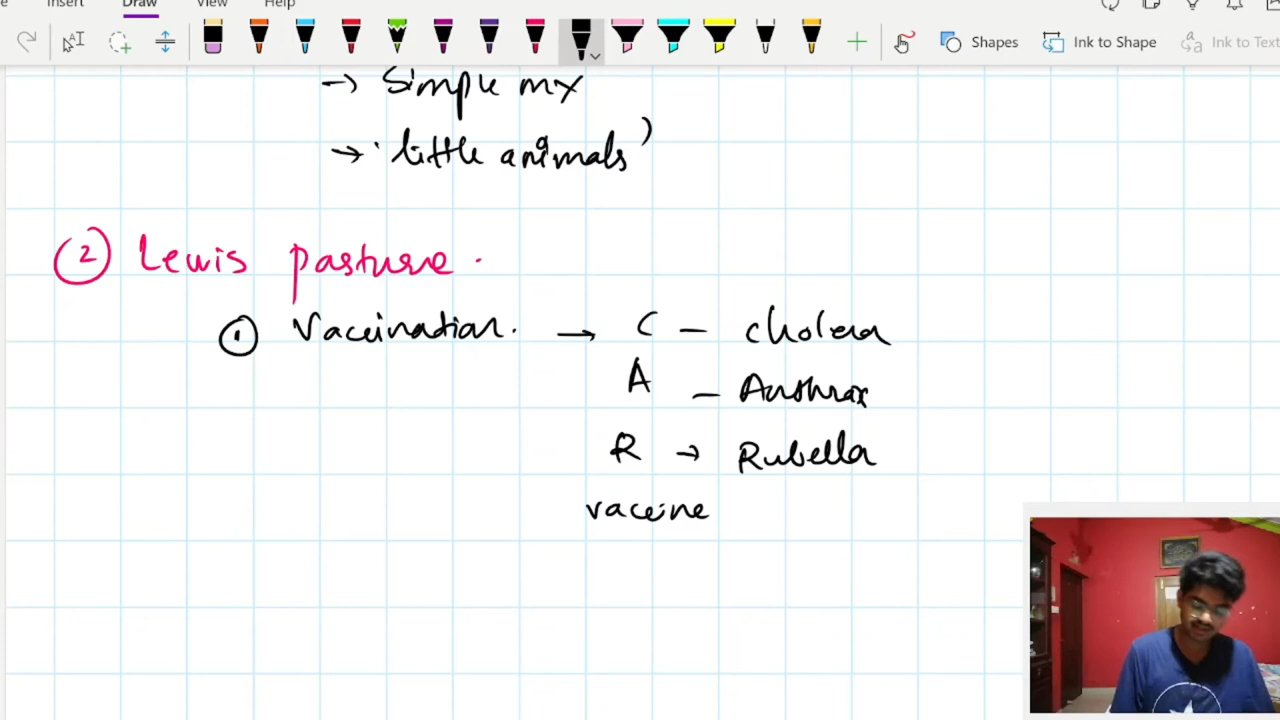 Insert Draw View Help
Shapes Ink to Shape Ink to Text
→ Simple mx
→ 'little animals)
② Lewis pasture.
① Vaccination. → C - cholera
A - Anthrax
R → Rubella
vaccine